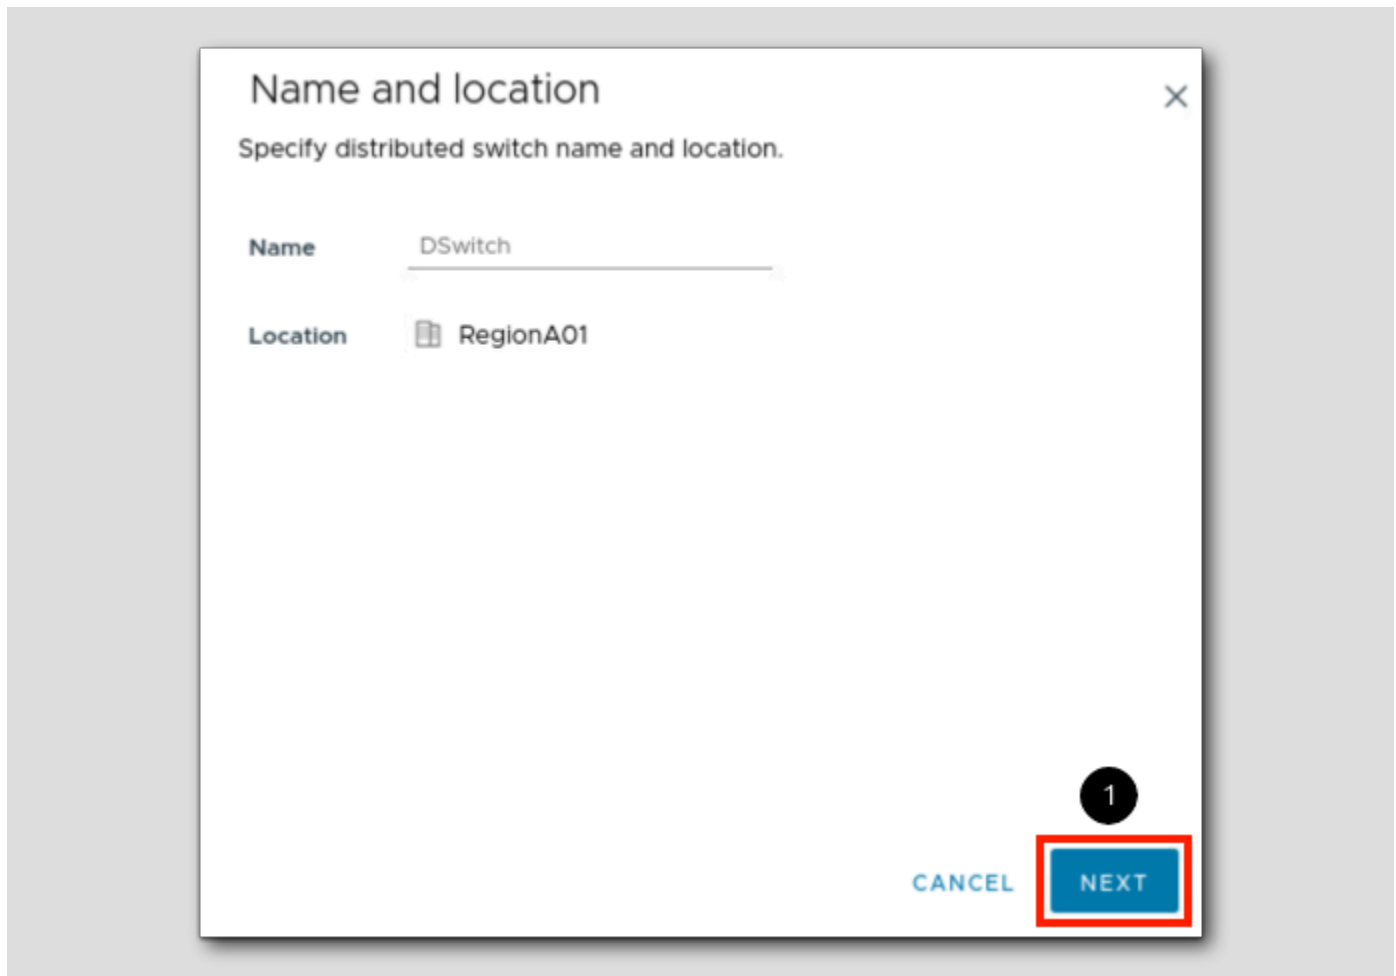 Name and location
Specify distributed switch name and location.
Name DSwitch
Location RegionA01
1
CANCEL NEXT